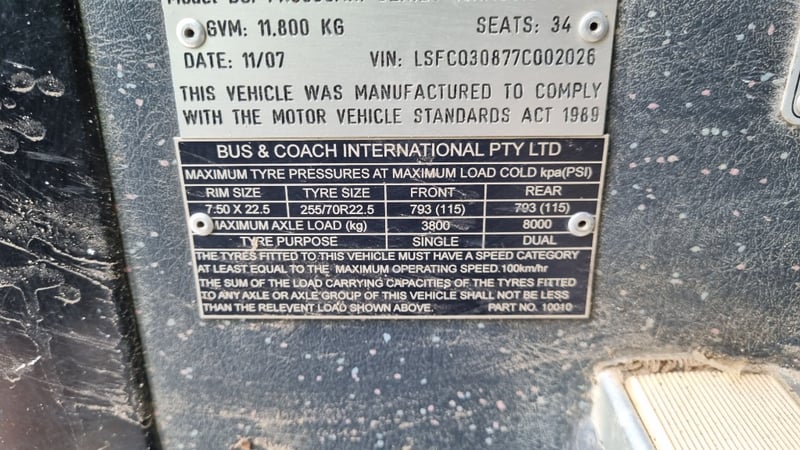 GVM: 11.800 KG SEATS: 34
DATE: 11/07 VIN: LSFC030877C002026
THIS VEHICLE WAS MANUFACTURED TO COMPLY
WITH THE MOTOR VEHICLE STANDARDS ACT 1989
BUS & COACH INTERNATIONAL PTY LTD
MAXIMUM TYRE PRESSURES AT MAXIMUM LOAD COLD kpa(PSI)
RIM SIZE TYRE SIZE FRONT REAR
7:50 X 22.5 255/70R22.5 793 (115) 793 (115)
MAXIMUM AXLE LOAD (kg) 3800 8000
TYRE PURPOSE SINGLE DUAL
THE TYRES FITTED TO THIS VEHICLE MUST HAVE A SPEED CATEGORY
AT LEAST EQUAL TO THE MAXIMUM OPERATING SPEED.100km/hr
THE SUM OF THE LOAD CARRYING CAPACITIES OF THE TYRES FITTED
TO ANY AXLE OR AXLE GROUP OF THIS VEHICLE SHALL NOT BE LESS
THAN THE RELEVENT LOAD SHOWN ABOVE. PART NO. 10010